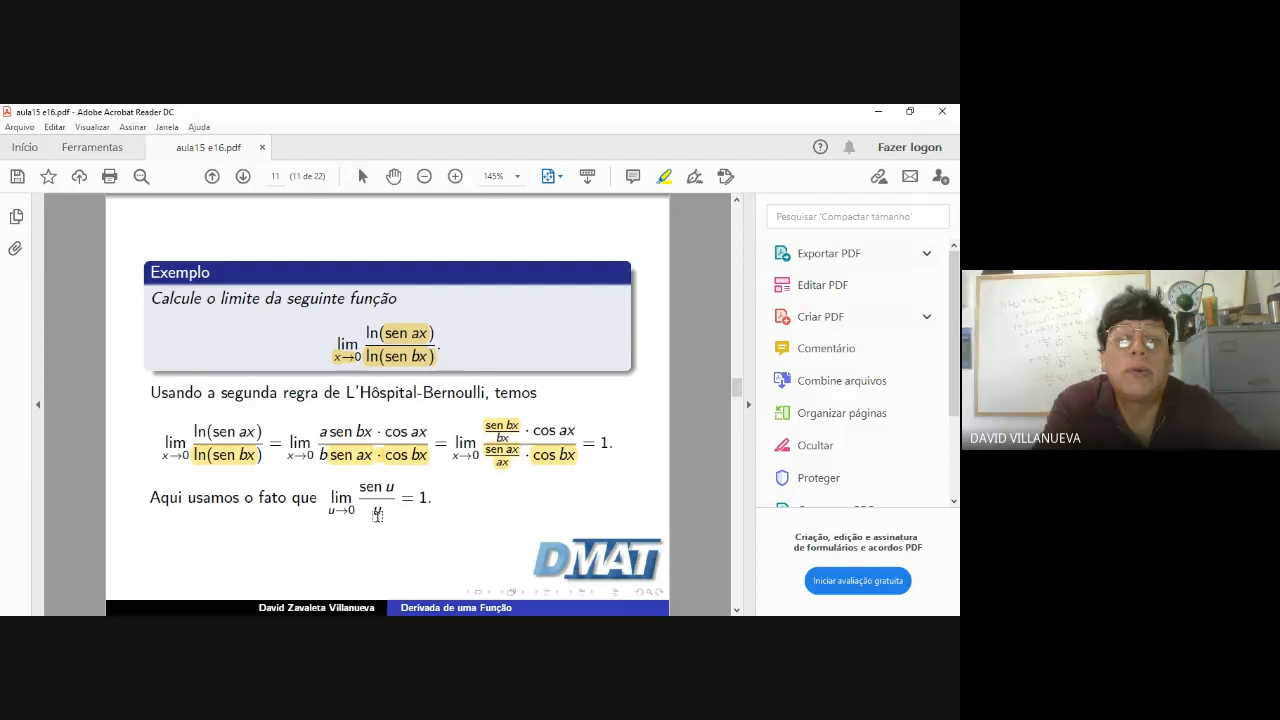 aula15 e16.pdf - Adobe Acrobat Reader DC
Arquivo Editar Visualizar Assinar Janela Ajuda
Início Ferramentas aula15 e16.pdf × Fazer logon
11 (11 de 22) 145%
Pesquisar 'Compactar tamanho'
Exportar PDF
Editar PDF
Criar PDF
Comentário
Combine arquivos
Organizar páginas
Ocultar
Proteger
Criação, edição e assinatura
de formulários e acordos PDF
Iniciar avaliação gratuita
Exemplo
Calcule o limite da seguinte função
lim x→0 ln(sen ax) / ln(sen bx) .
Usando a segunda regra de L'Hôspital-Bernoulli, temos
lim x→0 ln(sen ax) / ln(sen bx) = lim x→0 a sen bx · cos ax / b sen ax · cos bx = lim x→0 (sen bx / bx · cos ax) / (sen ax / ax · cos bx) = 1.
Aqui usamos o fato que lim u→0 sen u / u = 1.
DMAT
David Zavaleta Villanueva Derivada de uma Função
DAVID VILLANUEVA